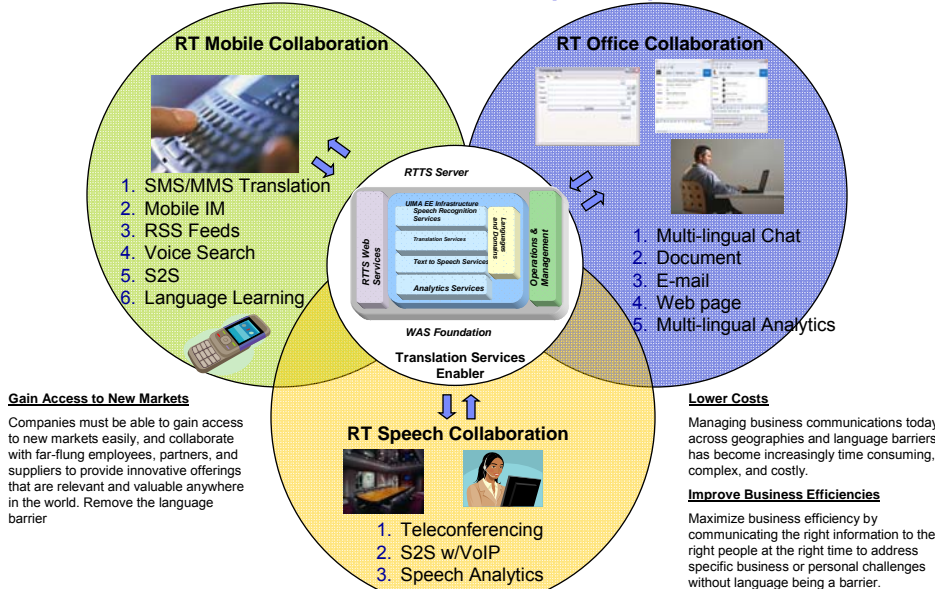 RT Mobile Collaboration
1. SMS/MMS Translation
2. Mobile IM
3. RSS Feeds
4. Voice Search
5. S2S
6. Language Learning
RT Office Collaboration
1. Multi-lingual Chat
2. Document
3. E-mail
4. Web page
5. Multi-lingual Analytics
RTTS Server
RTTS Web
Services
UIMA EE Infrastructure
Speech Recognition
Services
Translation Services
Text to Speech Services
Analytics Services
Languages
and Domains
Operations &
Management
WAS Foundation
Translation Services
Enabler
RT Speech Collaboration
1. Teleconferencing
2. S2S w/VoIP
3. Speech Analytics
Gain Access to New Markets
Companies must be able to gain access
to new markets easily, and collaborate
with far-flung employees, partners, and
suppliers to provide innovative offerings
that are relevant and valuable anywhere
in the world. Remove the language
barrier
Lower Costs
Managing business communications today
across geographies and language barriers
has become increasingly time consuming,
complex, and costly.
Improve Business Efficiencies
Maximize business efficiency by
communicating the right information to the
right people at the right time to address
specific business or personal challenges
without language being a barrier.